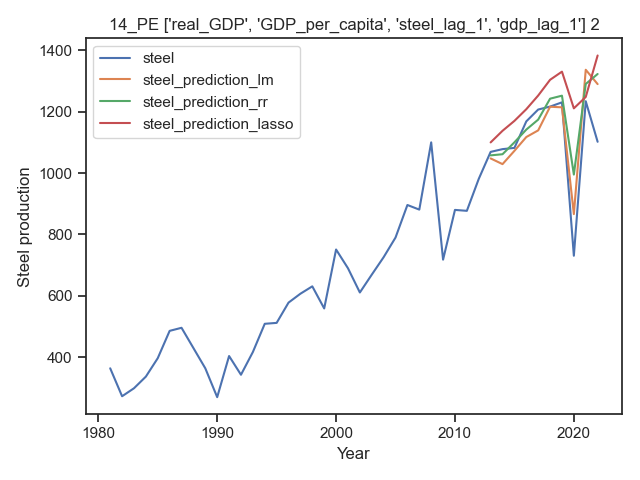 14_PE ['real_GDP', 'GDP_per_capita', 'steel_lag_1', 'gdp_lag_1'] 2
steel
steel_prediction_lm
steel_prediction_rr
steel_prediction_lasso
1400
1200
1000
800
600
400
Steel production
1980 1990 2000 2010 2020
Year